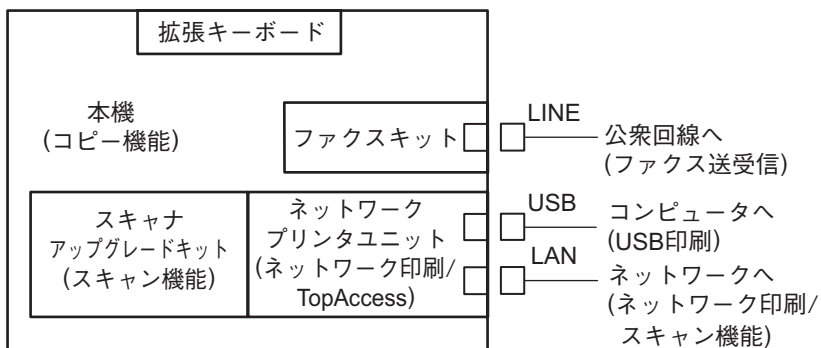 拡張キーボード
本機
(コピー機能)
ファクスキット
LINE
公衆回線へ
(ファクス送受信)
スキャナ
アップグレードキット
(スキャン機能)
ネットワーク
プリンタユニット
(ネットワーク印刷/
TopAccess)
USB
コンピュータへ
(USB印刷)
LAN
ネットワークへ
(ネットワーク印刷/
スキャン機能)